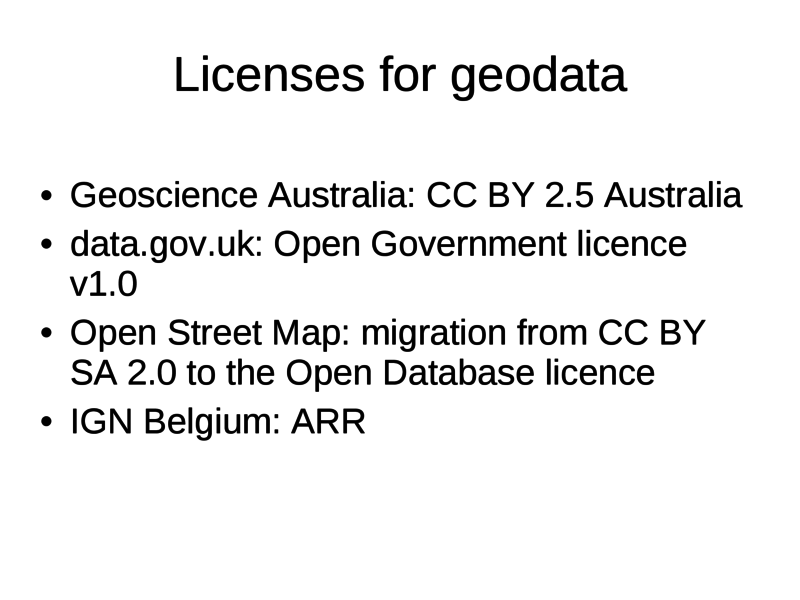 Licenses for geodata
• Geoscience Australia: CC BY 2.5 Australia
• data.gov.uk: Open Government licence
v1.0
• Open Street Map: migration from CC BY
SA 2.0 to the Open Database licence
• IGN Belgium: ARR